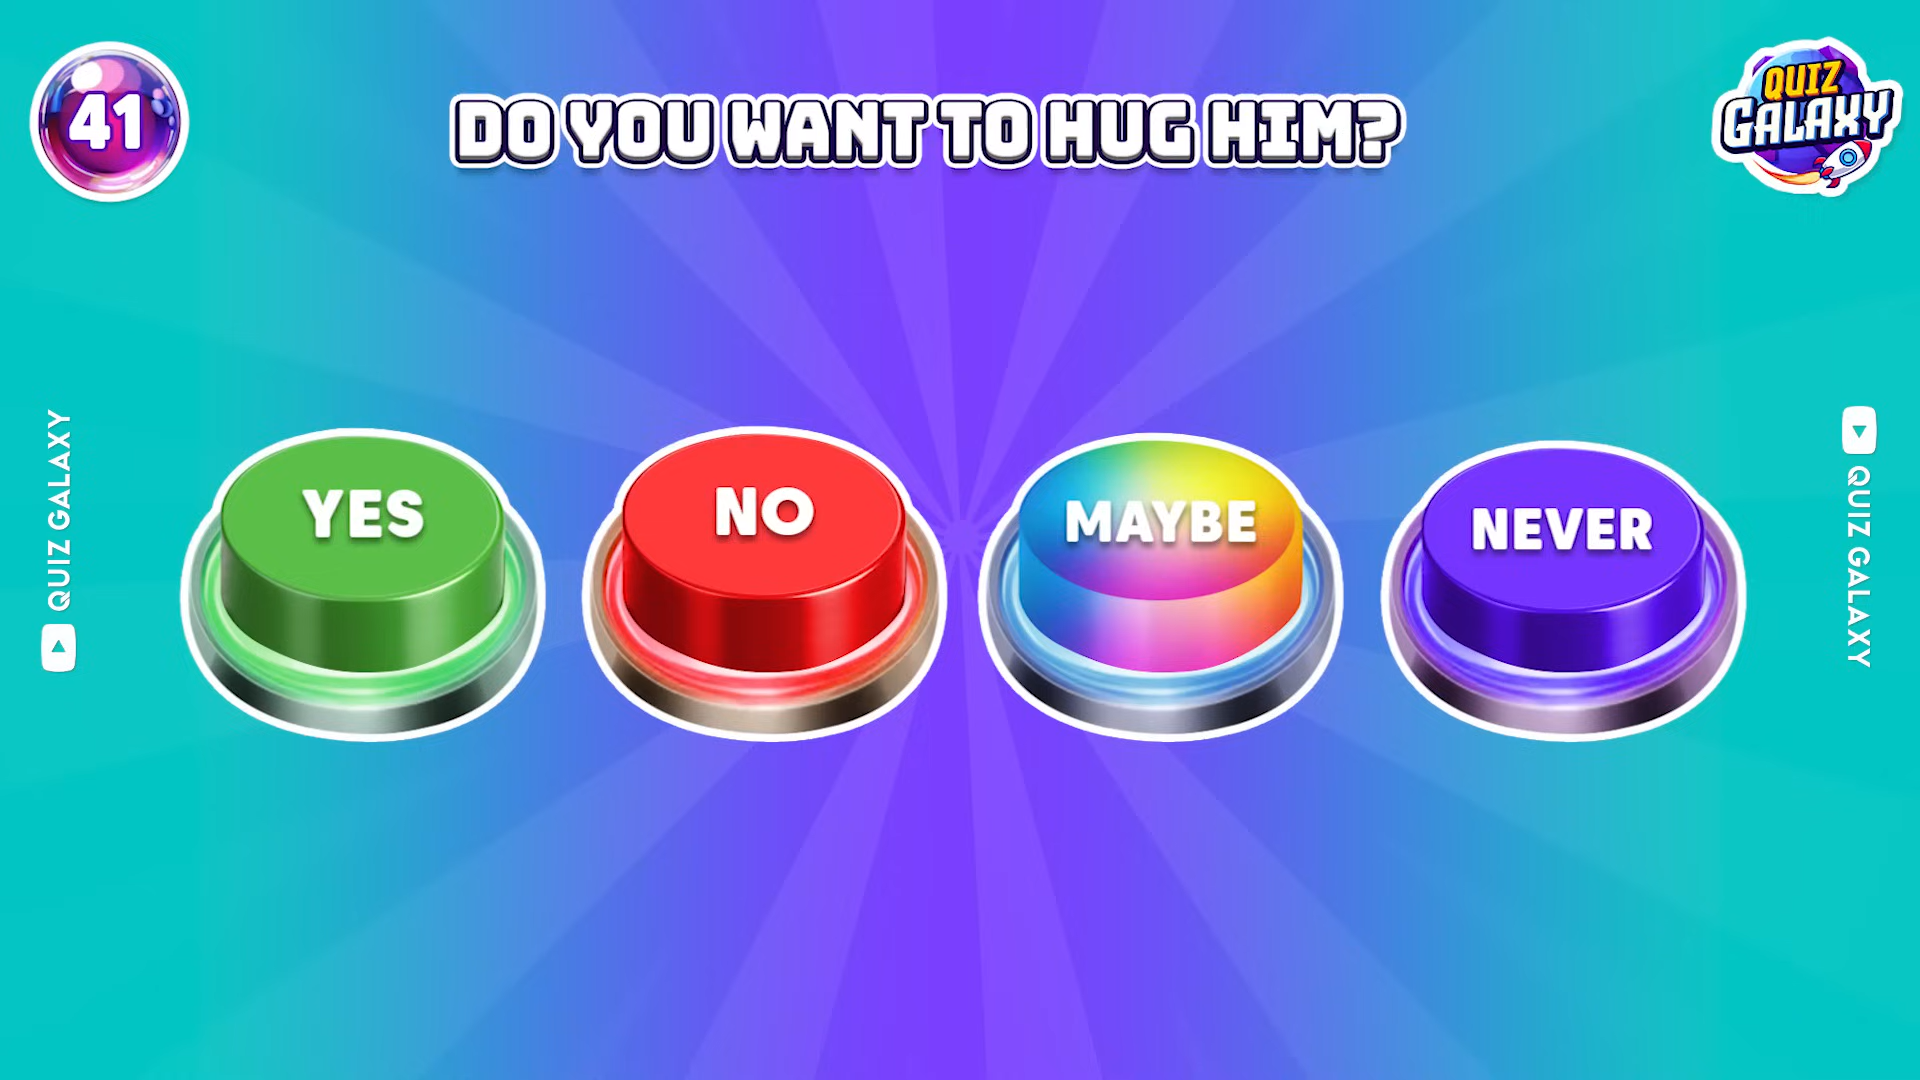 41
DO YOU WANT TO HUG HIM?
QUIZ
GALAXY
QUIZ GALAXY
YES
NO
MAYBE
NEVER
QUIZ GALAXY